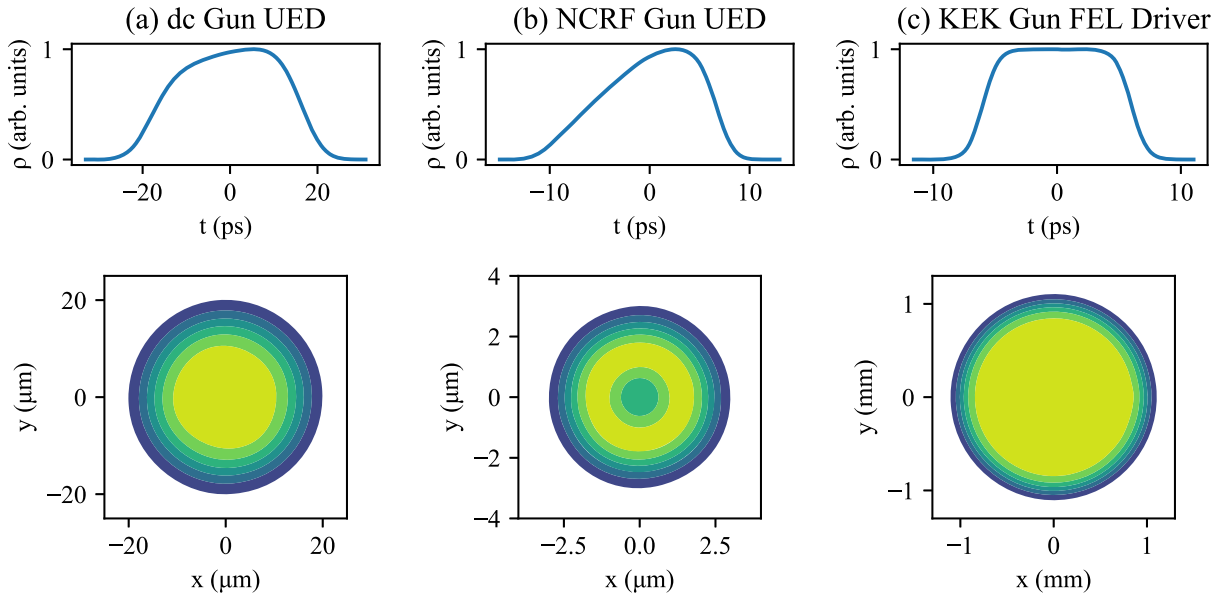 (a) dc Gun UED
(b) NCRF Gun UED
(c) KEK Gun FEL Driver
ρ (arb. units)
1
0
−20
0
20
t (ps)
ρ (arb. units)
1
0
−10
0
10
t (ps)
ρ (arb. units)
1
0
−10
0
10
t (ps)
y (μm)
20
0
−20
−20
0
20
x (μm)
y (μm)
4
2
0
−2
−4
−2.5
0.0
2.5
x (μm)
y (mm)
1
0
−1
−1
0
1
x (mm)